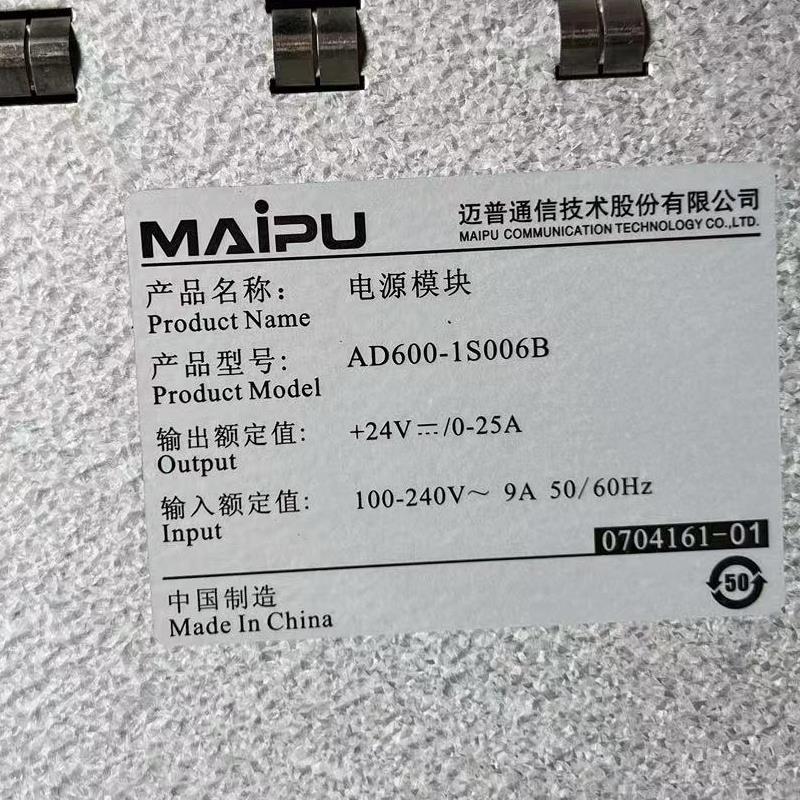 MAiPU
迈普通信技术股份有限公司
MAIPU COMMUNICATION TECHNOLOGY CO.,LTD.
产品名称: 电源模块
Product Name
产品型号: AD600-1S006B
Product Model
输出额定值: +24V⎓/0-25A
Output
输入额定值: 100-240V～ 9A 50/60Hz
Input
0704161-01
中国制造
Made In China
50